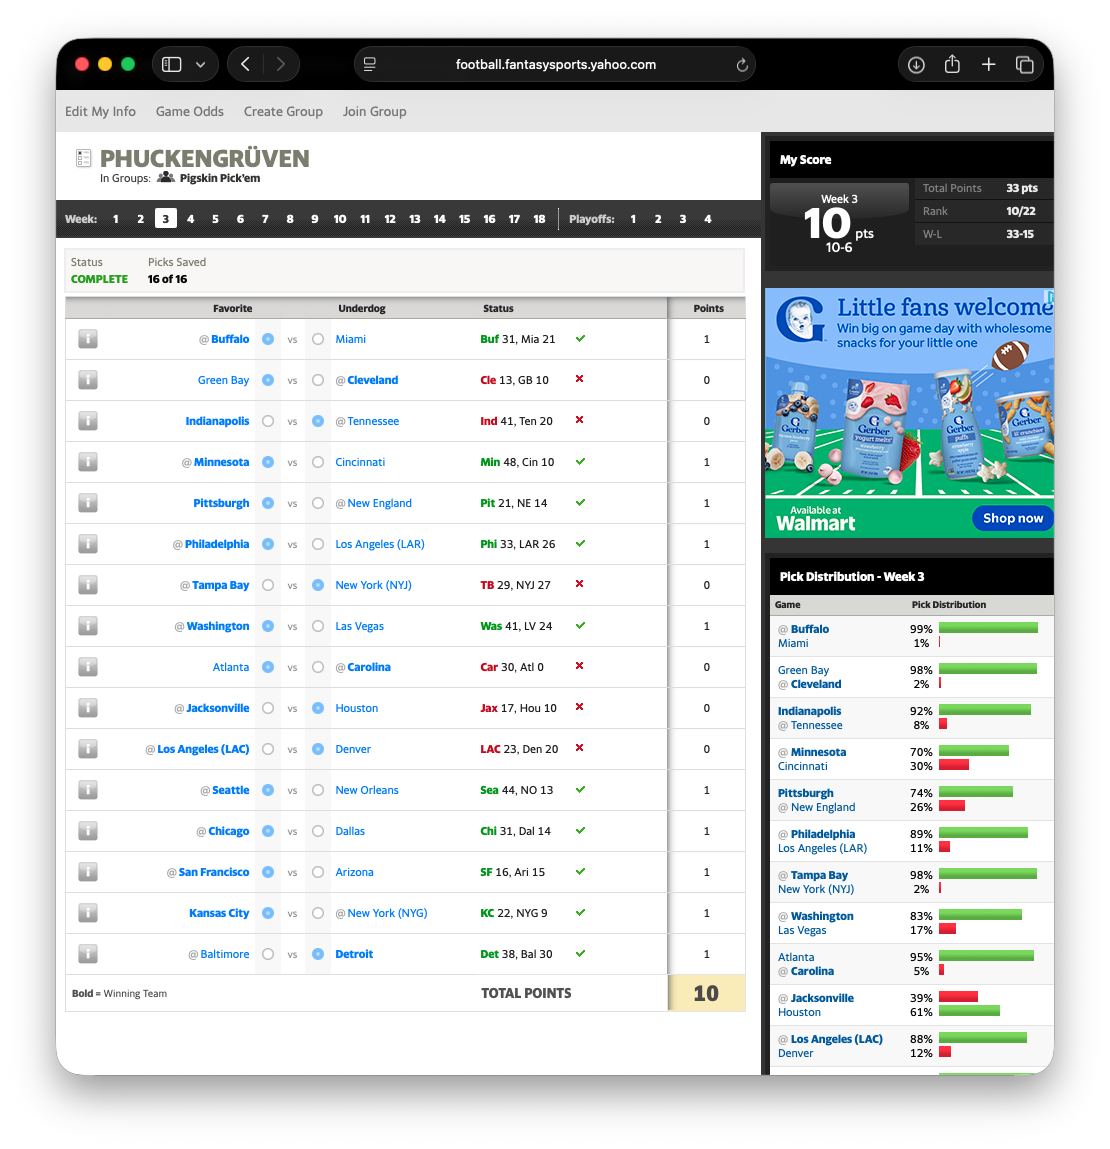 football.fantasysports.yahoo.com
Edit My Info Game Odds Create Group Join Group
PHUCKENGRÜVEN
In Groups: Pigskin Pick'em
Week: 1 2 3 4 5 6 7 8 9 10 11 12 13 14 15 16 17 18 Playoffs: 1 2 3 4
Status Picks Saved
COMPLETE 16 of 16
Favorite Underdog Status Points
@ Buffalo vs Miami Buf 31, Mia 21 1
Green Bay vs @ Cleveland Cle 13, GB 10 0
Indianapolis vs @ Tennessee Ind 41, Ten 20 0
@ Minnesota vs Cincinnati Min 48, Cin 10 1
Pittsburgh vs @ New England Pit 21, NE 14 1
@ Philadelphia vs Los Angeles (LAR) Phi 33, LAR 26 1
@ Tampa Bay vs New York (NYJ) TB 29, NYJ 27 0
@ Washington vs Las Vegas Was 41, LV 24 1
Atlanta vs @ Carolina Car 30, Atl 0 0
@ Jacksonville vs Houston Jax 17, Hou 10 0
@ Los Angeles (LAC) vs Denver LAC 23, Den 20 0
@ Seattle vs New Orleans Sea 44, NO 13 1
@ Chicago vs Dallas Chi 31, Dal 14 1
@ San Francisco vs Arizona SF 16, Ari 15 1
Kansas City vs @ New York (NYG) KC 22, NYG 9 1
@ Baltimore vs Detroit Det 38, Bal 30 1
Bold = Winning Team TOTAL POINTS 10
My Score
Week 3
10 pts
10-6
Total Points 33 pts
Rank 10/22
W-L 33-15
Little fans welcome
Win big on game day with wholesome
snacks for your little one
Gerber
Gerber
yogurt melts
Gerber
puffs
Gerber
Available at
Walmart
Shop now
Pick Distribution - Week 3
Game Pick Distribution
@ Buffalo 99%
Miami 1%
Green Bay 98%
@ Cleveland 2%
Indianapolis 92%
@ Tennessee 8%
@ Minnesota 70%
Cincinnati 30%
Pittsburgh 74%
@ New England 26%
@ Philadelphia 89%
Los Angeles (LAR) 11%
@ Tampa Bay 98%
New York (NYJ) 2%
@ Washington 83%
Las Vegas 17%
Atlanta 95%
@ Carolina 5%
@ Jacksonville 39%
Houston 61%
@ Los Angeles (LAC) 88%
Denver 12%